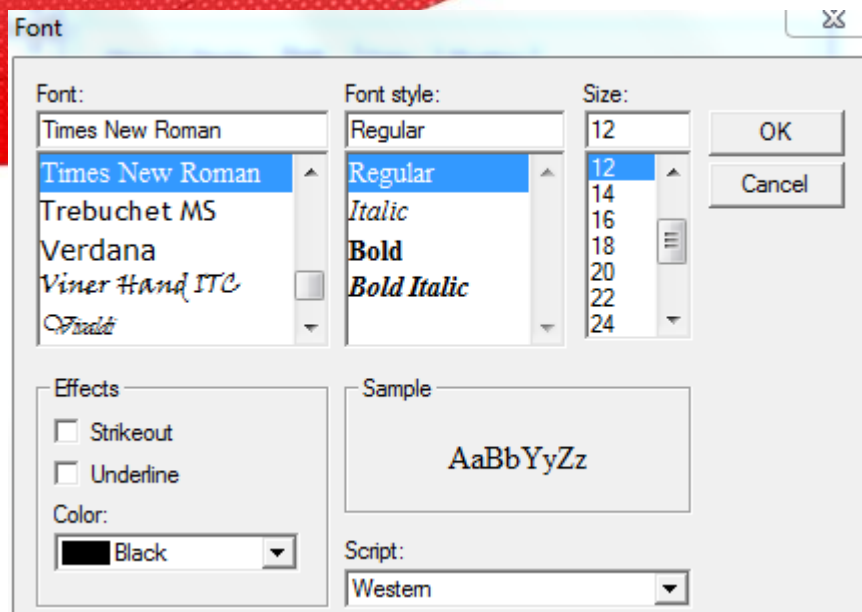 Font
Font:
Font style:
Size:
Times New Roman
Regular
12
OK
Cancel
Times New Roman
Trebuchet MS
Verdana
Viner Hand ITC
Vivaldi
Regular
Italic
Bold
Bold Italic
12
14
16
18
20
22
24
Effects
Strikeout
Underline
Color:
Black
Sample
AaBbYyZz
Script:
Western